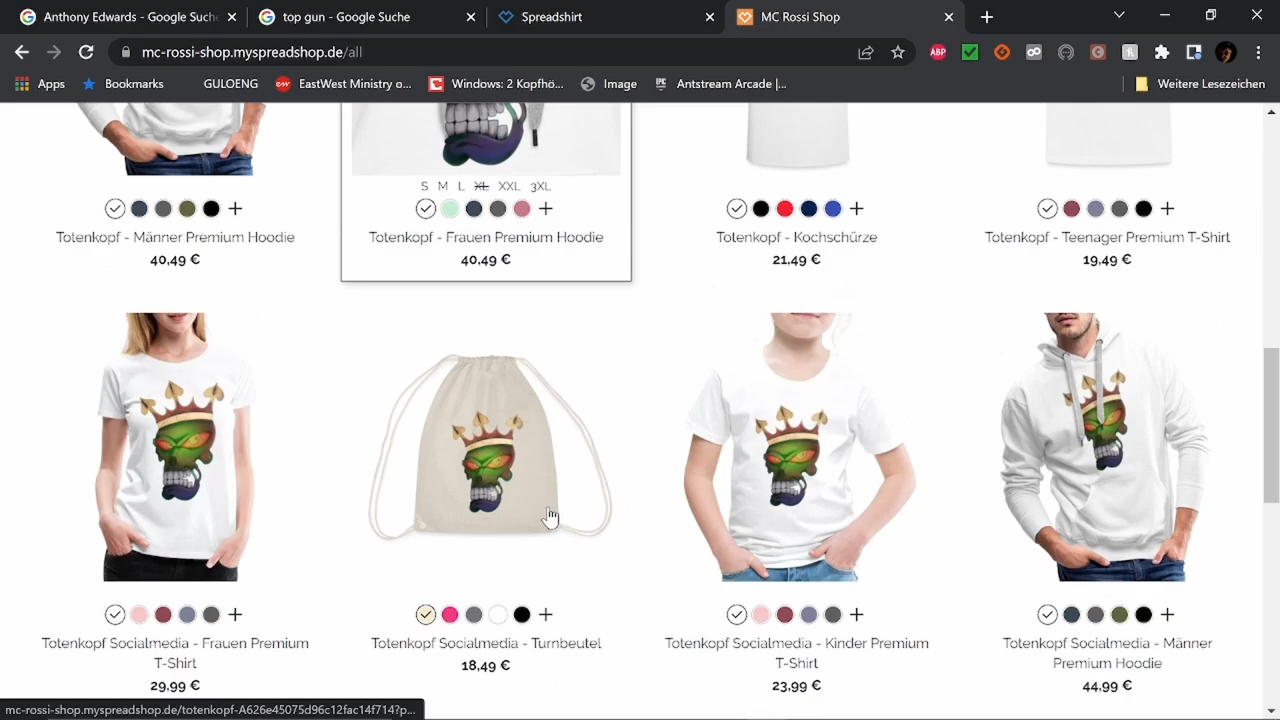 Anthony Edwards - Google Suche
top gun - Google Suche
Spreadshirt
MC Rossi Shop
mc-rossi-shop.myspreadshop.de/all
ABP
Apps
Bookmarks
GULOENG
EastWest Ministry o...
Windows: 2 Kopfhö...
Image
Antstream Arcade |...
Weitere Lesezeichen
S M L XL XXL 3XL
Totenkopf - Männer Premium Hoodie
40,49 €
Totenkopf - Frauen Premium Hoodie
40,49 €
Totenkopf - Kochschürze
21,49 €
Totenkopf - Teenager Premium T-Shirt
19,49 €
Totenkopf Socialmedia - Frauen Premium
T-Shirt
29,99 €
Totenkopf Socialmedia - Turnbeutel
18,49 €
Totenkopf Socialmedia - Kinder Premium
T-Shirt
23,99 €
Totenkopf Socialmedia - Männer
Premium Hoodie
44,99 €
mc-rossi-shop.myspreadshop.de/totenkopf-A626e45075d96c12fac14f714?p...